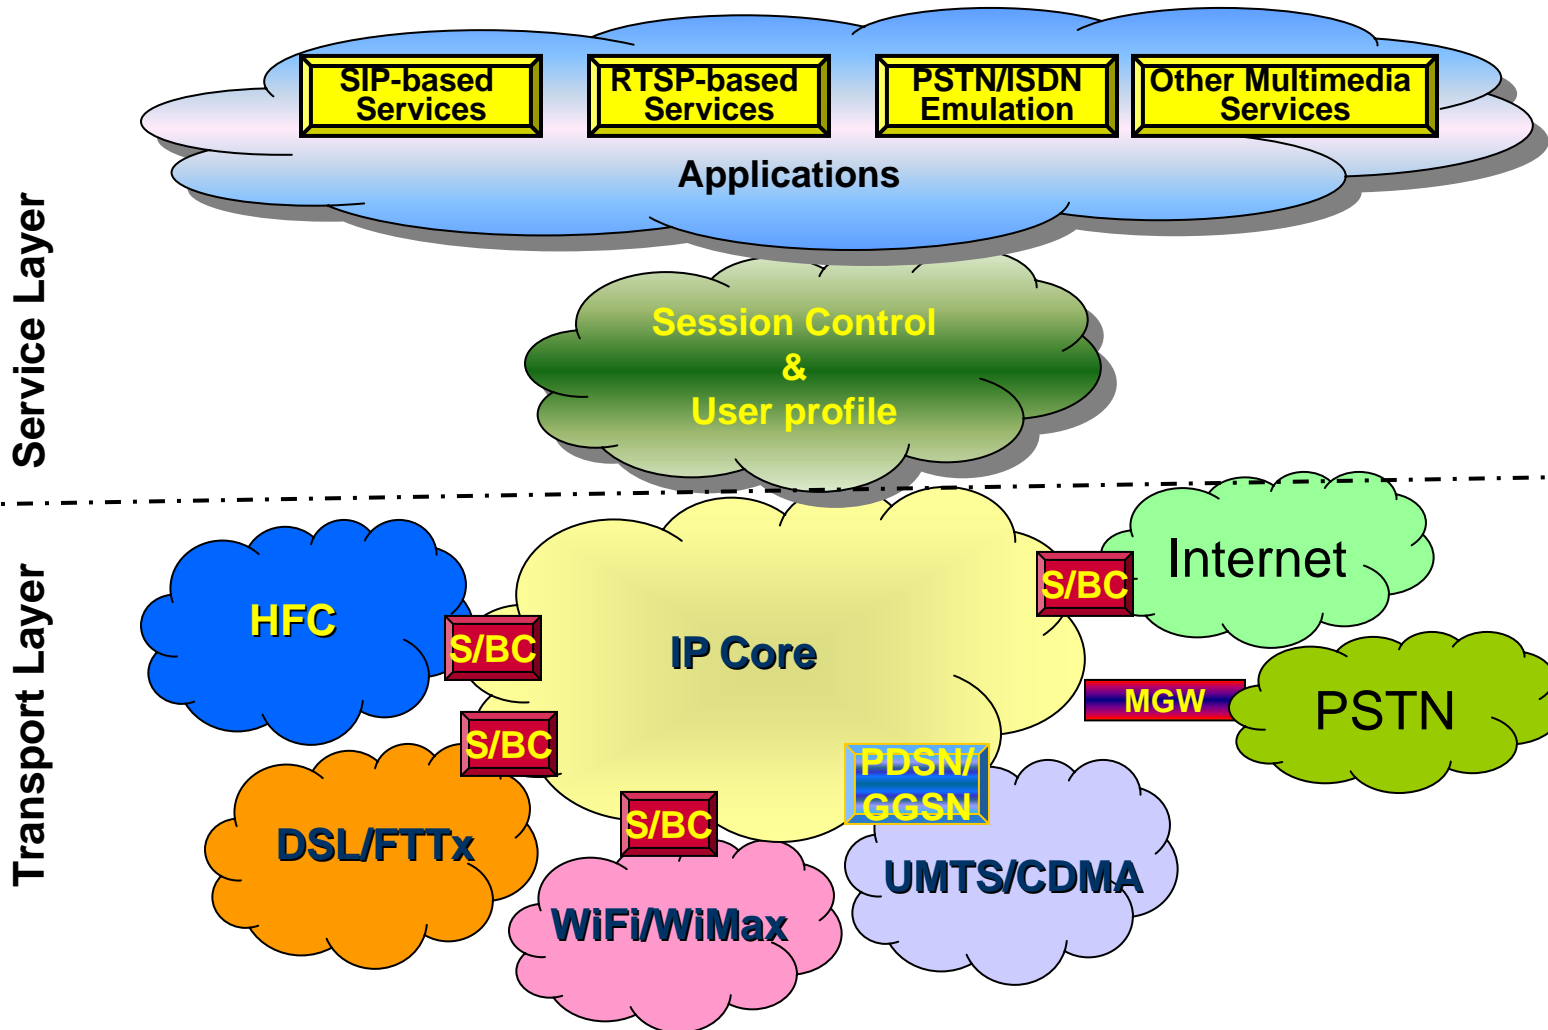 SIP-based
Services
RTSP-based
Services
PSTN/ISDN
Emulation
Other Multimedia
Services
Applications
Service Layer
Session Control
&
User profile
Transport Layer
HFC
S/BC
IP Core
S/BC
Internet
MGW
PSTN
S/BC
DSL/FTTx
S/BC
WiFi/WiMax
PDSN/
GGSN
UMTS/CDMA